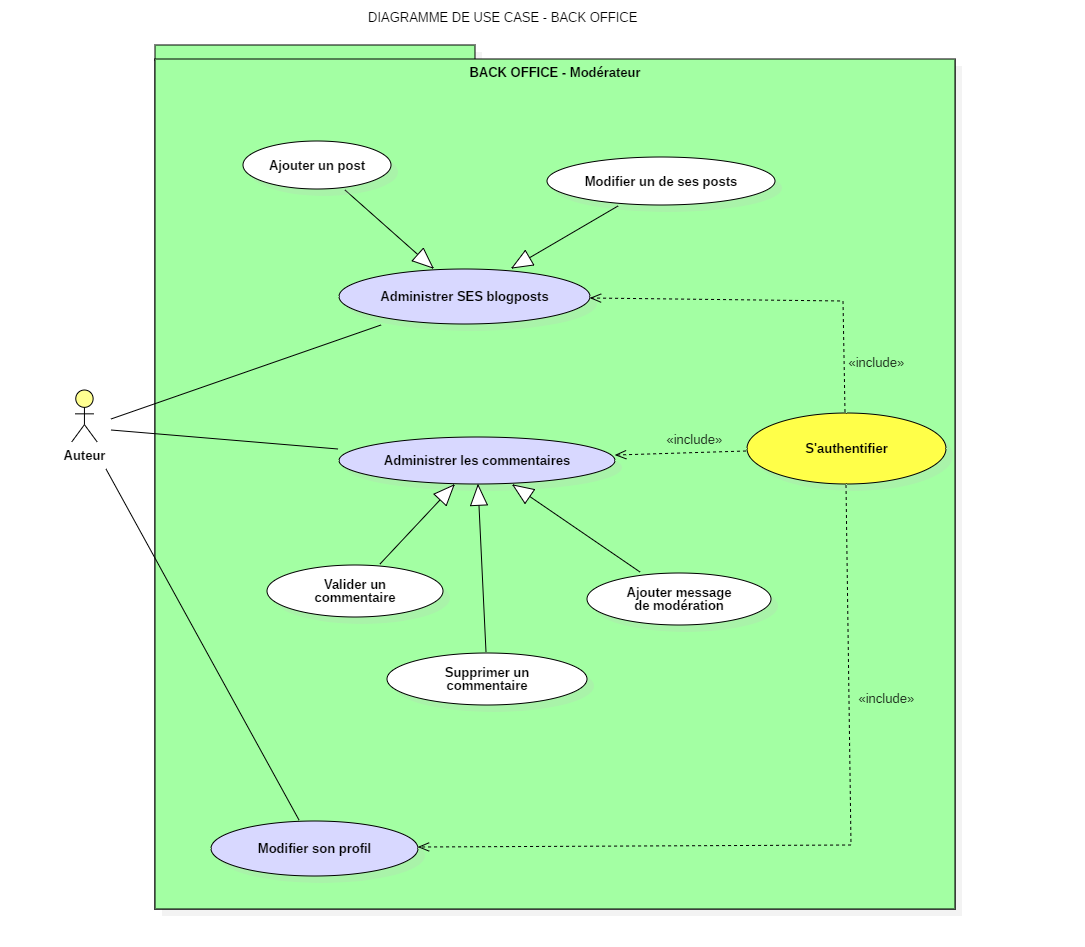 DIAGRAMME DE USE CASE - BACK OFFICE
BACK OFFICE - Modérateur
Ajouter un post
Modifier un de ses posts
Administrer SES blogposts
«include»
Auteur
Administrer les commentaires
«include»
S'authentifier
Valider un
commentaire
Ajouter message
de modération
Supprimer un
commentaire
«include»
Modifier son profil